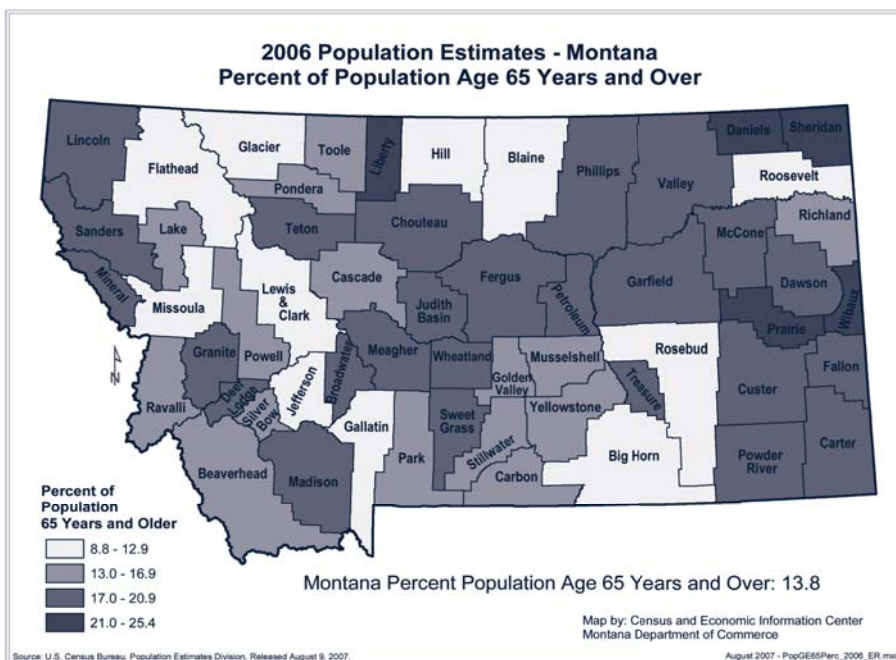 2006 Population Estimates - Montana
Percent of Population Age 65 Years and Over
Lincoln
Flathead
Glacier
Toole
Liberty
Hill
Blaine
Phillips
Valley
Daniels
Sheridan
Roosevelt
Pondera
Richland
Sanders
Lake
Teton
Chouteau
McCone
Mineral
Missoula
Lewis
&
Clark
Cascade
Judith
Basin
Fergus
Petroleum
Garfield
Dawson
Prairie
Wibaux
Granite
Powell
Broadwater
Meagher
Wheatland
Golden
Valley
Musselshell
Rosebud
Treasure
Custer
Fallon
Ravalli
Deer
Lodge
Silver
Bow
Jefferson
Gallatin
Park
Sweet
Grass
Stillwater
Yellowstone
Carbon
Big Horn
Powder
River
Carter
Beaverhead
Madison
N
Percent of
Population
65 Years and Older
8.8 - 12.9
13.0 - 16.9
17.0 - 20.9
21.0 - 25.4
Montana Percent Population Age 65 Years and Over: 13.8
Map by: Census and Economic Information Center
Montana Department of Commerce
Source: U.S. Census Bureau, Population Estimates Division, Released August 9, 2007.
August 2007 - PopGE65Perc_2006_ER.mxd